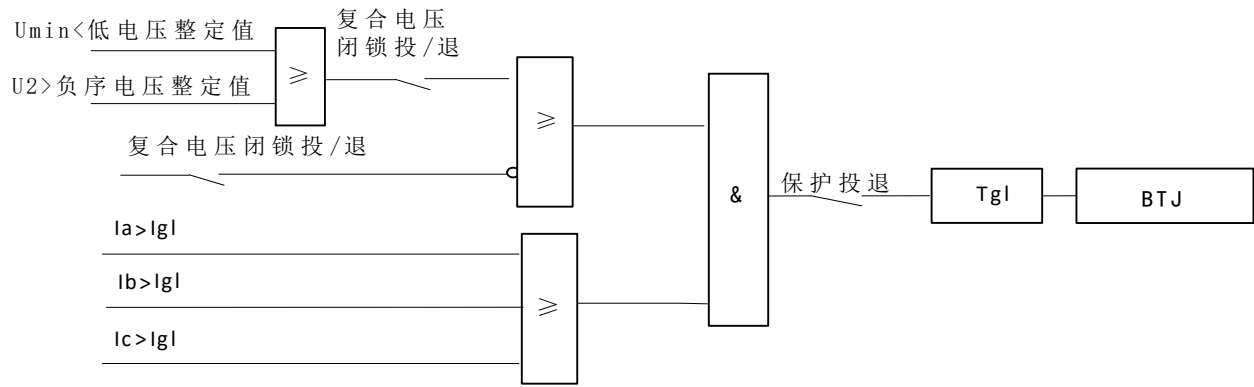 Umin<低电压整定值
复合电压
闭锁投/退
≥
U2>负序电压整定值
≥
复合电压闭锁投/退
&
保护投退
Tgl
BTJ
Ia>Igl
Ib>Igl
≥
Ic>Igl